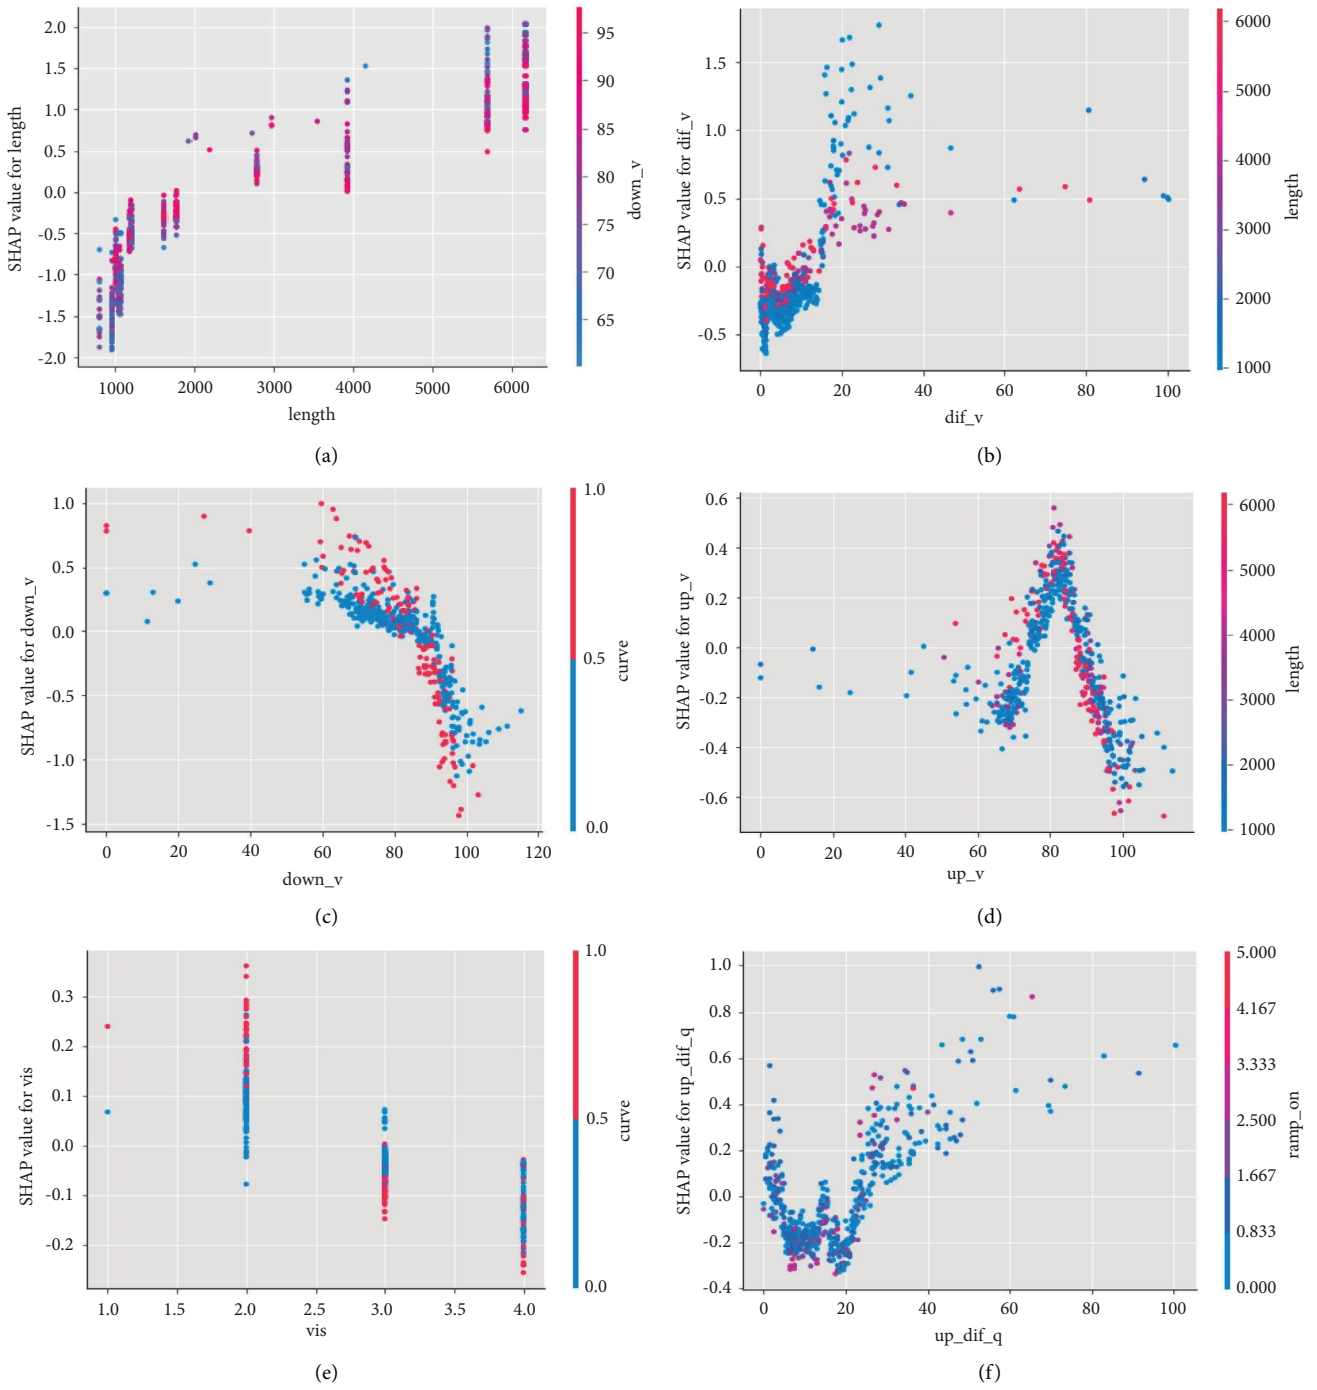 2.0
1.5
1.0
0.5
0.0
-0.5
-1.0
-1.5
-2.0
SHAP value for length
1000 2000 3000 4000 5000 6000
length
95
90
85
80
75
70
65
down_v
(a)
1.5
1.0
0.5
0.0
-0.5
SHAP value for dif_v
0 20 40 60 80 100
dif_v
6000
5000
4000
3000
2000
1000
length
(b)
1.0
0.5
0.0
-0.5
-1.0
-1.5
SHAP value for down_v
0 20 40 60 80 100 120
down_v
1.0
0.5
0.0
curve
(c)
0.6
0.4
0.2
0.0
-0.2
-0.4
-0.6
SHAP value for up_v
0 20 40 60 80 100
up_v
6000
5000
4000
3000
2000
1000
length
(d)
0.3
0.2
0.1
0.0
-0.1
-0.2
SHAP value for vis
1.0 1.5 2.0 2.5 3.0 3.5 4.0
vis
1.0
0.5
0.0
curve
(e)
1.0
0.8
0.6
0.4
0.2
0.0
-0.2
-0.4
SHAP value for up_dif_q
0 20 40 60 80 100
up_dif_q
5.000
4.167
3.333
2.500
1.667
0.833
0.000
ramp_on
(f)